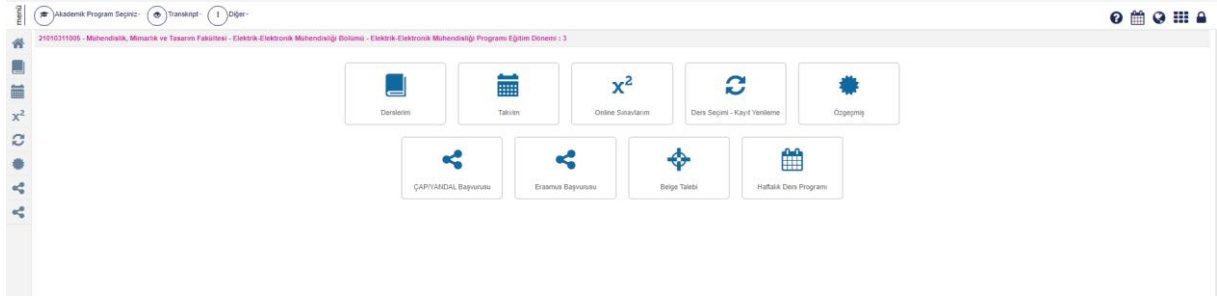 menü
Akademik Program Seçiniz- Transkript- Diğer-
21010311005 - Mühendislik, Mimarlık ve Tasarım Fakültesi - Elektrik-Elektronik Mühendisliği Bölümü - Elektrik-Elektronik Mühendisliği Programı Eğitim Dönemi : 3
x²
x²
Derslerim Takvim Online Sınavlarım Ders Seçimi - Kayıt Yenileme Özgeçmiş
ÇAP/YANDAL Başvurusu Erasmus Başvurusu Belge Talebi Haftalık Ders Programı